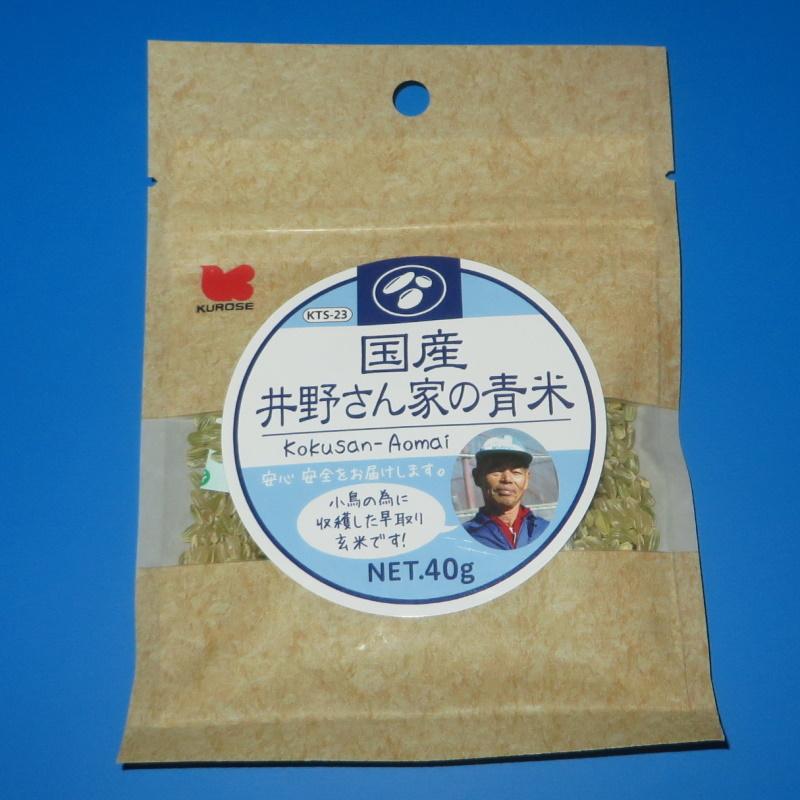 KUROSE
KTS-23
国産
井野さん家の青米
Kokusan-Aomai
安心 安全をお届けします。
小鳥の為に
収穫した早取り
玄米です!
NET.40g